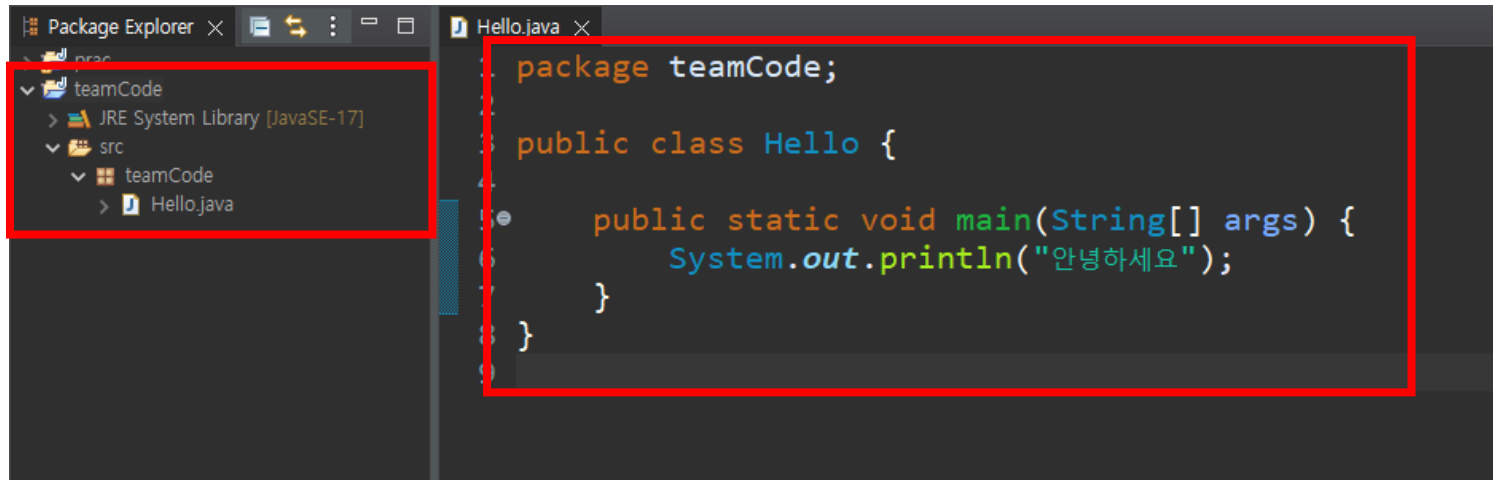 Package Explorer
prac
teamCode
JRE System Library [JavaSE-17]
src
teamCode
Hello.java
Hello.java
1 package teamCode;
2
3 public class Hello {
4
5 public static void main(String[] args) {
6 System.out.println("안녕하세요");
7 }
8 }
9